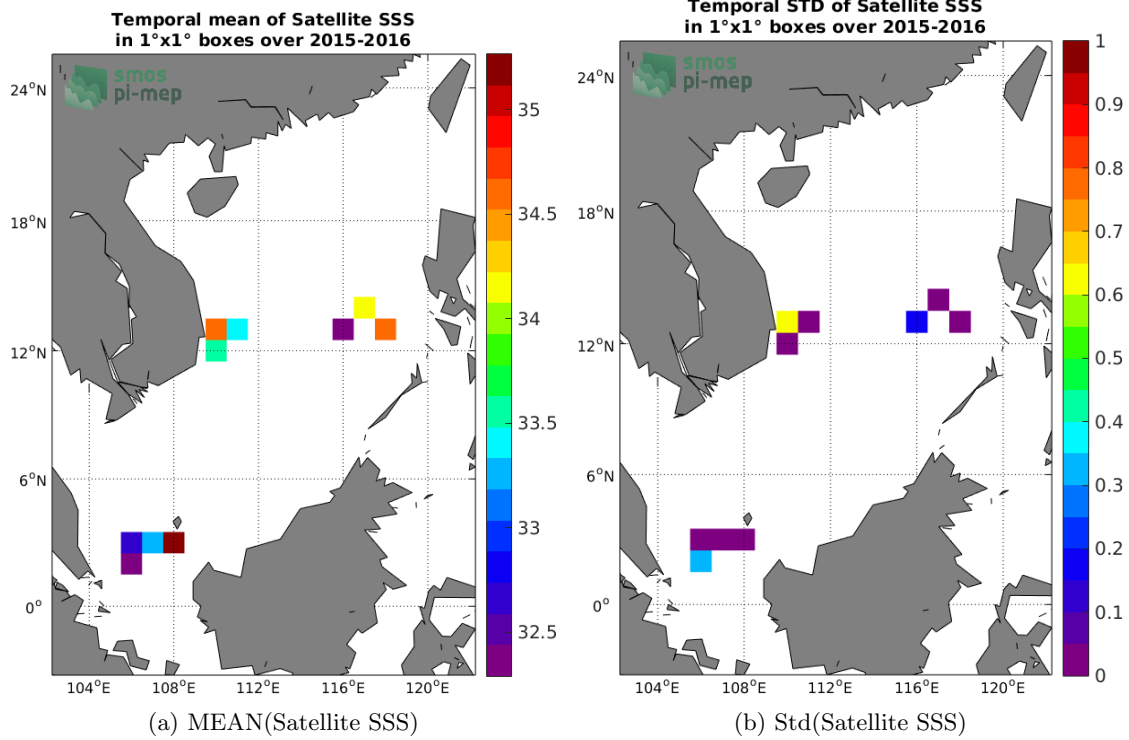 Temporal mean of Satellite SSS
in 1°x1° boxes over 2015-2016
smos
pi-mep
24°N
18°N
12°N
6°N
0°
104°E
108°E
112°E
116°E
120°E
35
34.5
34
33.5
33
32.5
(a) MEAN(Satellite SSS)
Temporal STD of Satellite SSS
in 1°x1° boxes over 2015-2016
smos
pi-mep
24°N
18°N
12°N
6°N
0°
104°E
108°E
112°E
116°E
120°E
1
0.9
0.8
0.7
0.6
0.5
0.4
0.3
0.2
0.1
0
(b) Std(Satellite SSS)